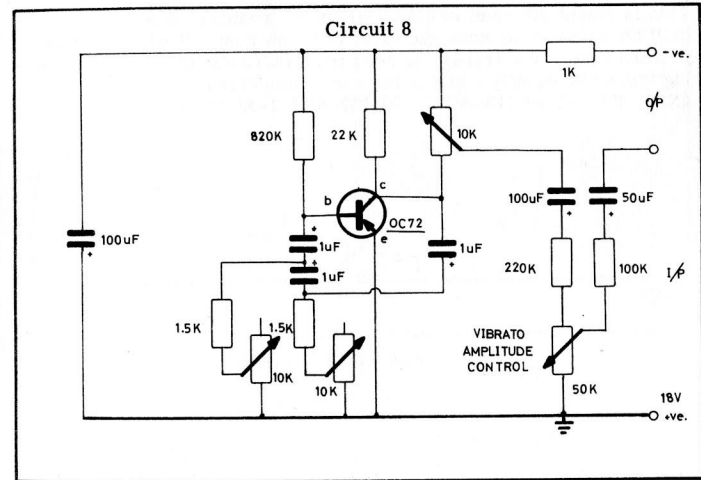 Circuit 8
-ve.
1K
O/P
820K
22K
10K
100uF
50uF
b
c
OC72
e
100uF
1uF
1uF
1uF
I/P
220K
100K
1.5K
1.5K
VIBRATO
AMPLITUDE
CONTROL
10K
10K
50K
18V
+ve.